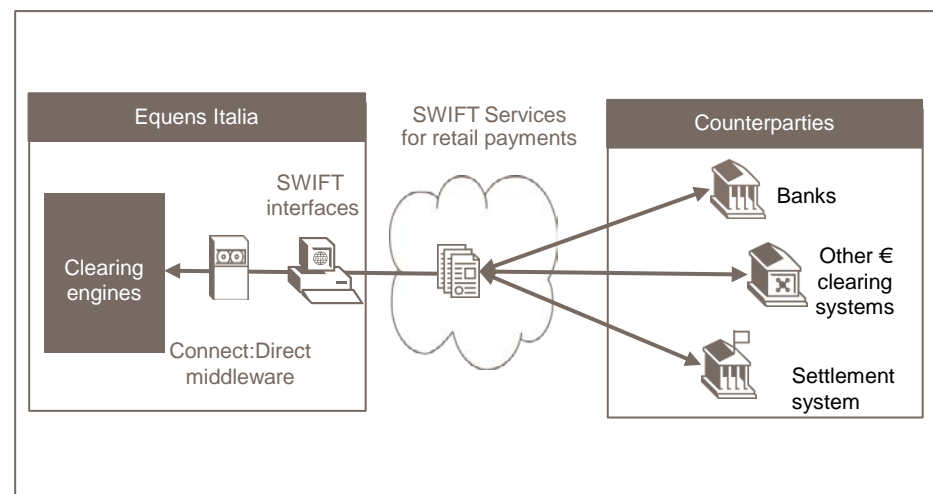 Equens Italia
SWIFT Services
for retail payments
Counterparties
SWIFT
interfaces
Clearing
engines
Connect:Direct
middleware
Banks
Other €
clearing
systems
Settlement
system